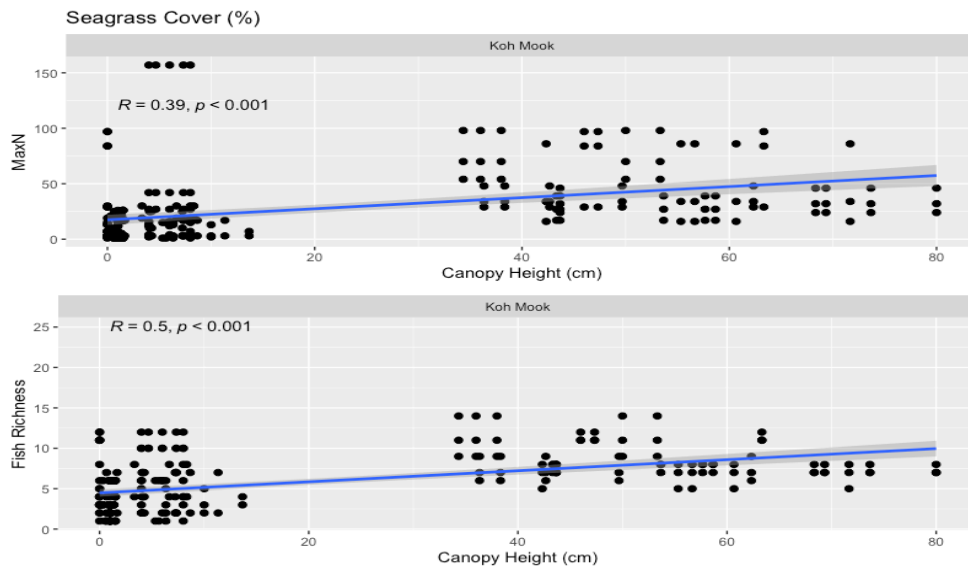 Seagrass Cover (%)
Koh Mook
150
R = 0.39, p < 0.001
100
MaxN
50
0
0 20 40 60 80
Canopy Height (cm)
Koh Mook
25
R = 0.5, p < 0.001
20
15
Fish Richness
10
5
0
0 20 40 60 80
Canopy Height (cm)